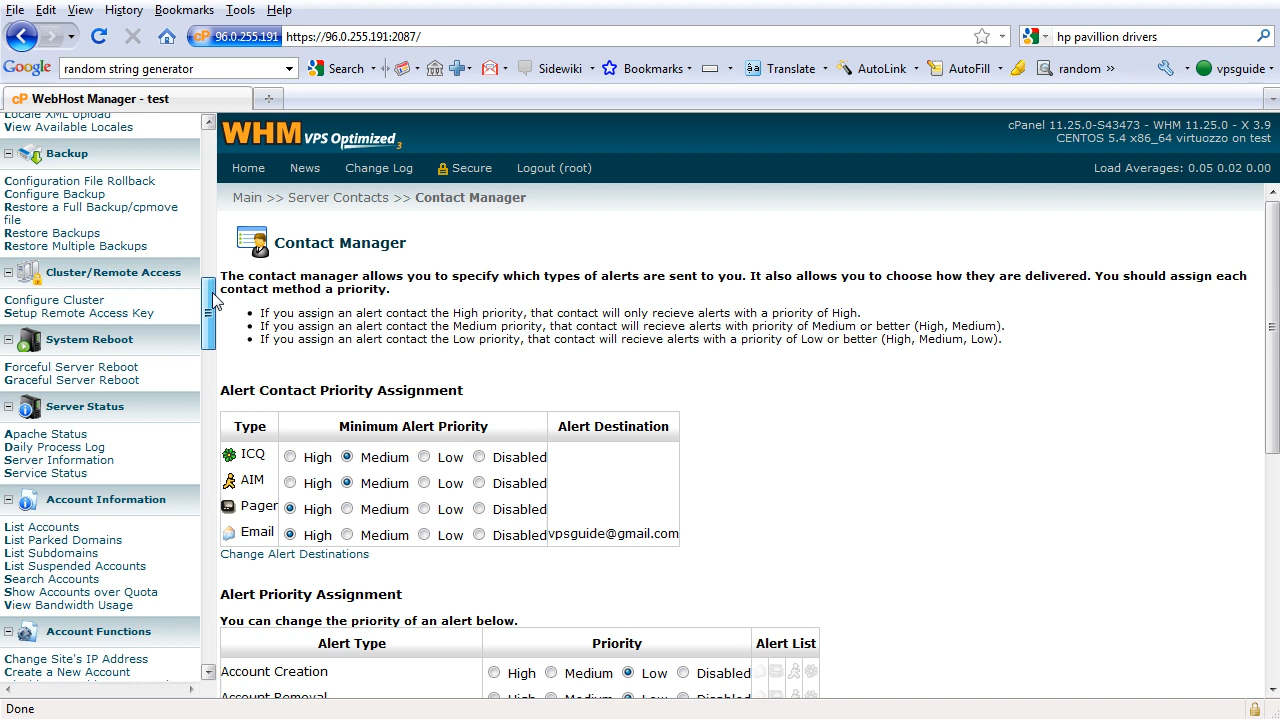 File Edit View History Bookmarks Tools Help
cP 96.0.255.191 https://96.0.255.191:2087/ hp pavillion drivers
Google random string generator Search Sidewiki Bookmarks Translate AutoLink AutoFill random » vpsguide
cP WebHost Manager - test
Locale XML Upload
View Available Locales
Backup
Configuration File Rollback
Configure Backup
Restore a Full Backup/cpmove
file
Restore Backups
Restore Multiple Backups
Cluster/Remote Access
Configure Cluster
Setup Remote Access Key
System Reboot
Forceful Server Reboot
Graceful Server Reboot
Server Status
Apache Status
Daily Process Log
Server Information
Service Status
Account Information
List Accounts
List Parked Domains
List Subdomains
List Suspended Accounts
Search Accounts
Show Accounts over Quota
View Bandwidth Usage
Account Functions
Change Site's IP Address
Create a New Account
WHM VPS Optimized 3
cPanel 11.25.0-S43473 - WHM 11.25.0 - X 3.9
CENTOS 5.4 x86_64 virtuozzo on test
Home News Change Log Secure Logout (root) Load Averages: 0.05 0.02 0.00
Main >> Server Contacts >> Contact Manager
Contact Manager
The contact manager allows you to specify which types of alerts are sent to you. It also allows you to choose how they are delivered. You should assign each
contact method a priority.
• If you assign an alert contact the High priority, that contact will only recieve alerts with a priority of High.
• If you assign an alert contact the Medium priority, that contact will recieve alerts with priority of Medium or better (High, Medium).
• If you assign an alert contact the Low priority, that contact will recieve alerts with a priority of Low or better (High, Medium, Low).
Alert Contact Priority Assignment
Type Minimum Alert Priority Alert Destination
ICQ High Medium Low Disabled
AIM High Medium Low Disabled
Pager High Medium Low Disabled
Email High Medium Low Disabled vpsguide@gmail.com
Change Alert Destinations
Alert Priority Assignment
You can change the priority of an alert below.
Alert Type Priority Alert List
Account Creation High Medium Low Disabled
Account Removal High Medium Low Disabled
Done